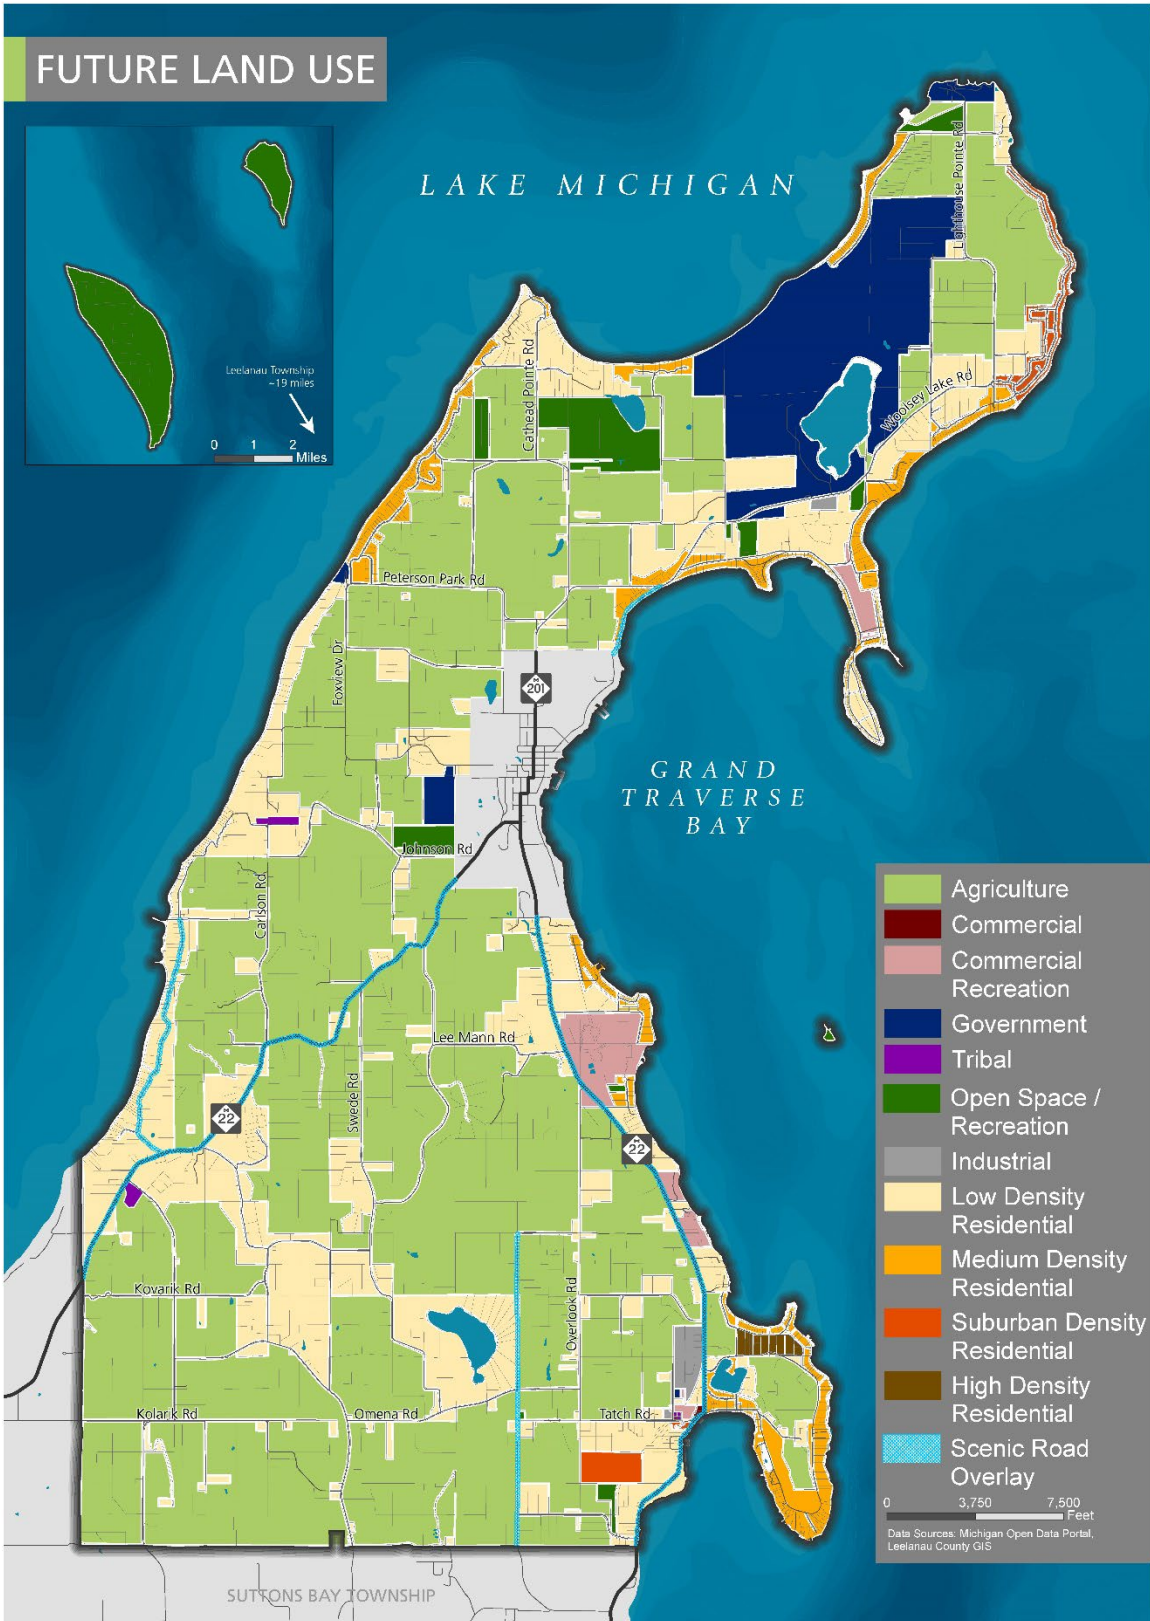 FUTURE LAND USE
Leelanau Township
~19 miles
0 1 2
Miles
LAKE MICHIGAN
Lighthouse Pointe Rd
Cathead Pointe Rd
Woolsey Lake Rd
Peterson Park Rd
Foxview Dr
M
201
GRAND
TRAVERSE
BAY
Johnson Rd
Carlson Rd
Lee Mann Rd
Swede Rd
M
22
M
22
Kovarik Rd
Overlook Rd
Kolarik Rd
Omena Rd
Tatch Rd
SUTTONS BAY TOWNSHIP
Agriculture
Commercial
Commercial
Recreation
Government
Tribal
Open Space /
Recreation
Industrial
Low Density
Residential
Medium Density
Residential
Suburban Density
Residential
High Density
Residential
Scenic Road
Overlay
0 3,750 7,500
Feet
Data Sources: Michigan Open Data Portal,
Leelanau County GIS